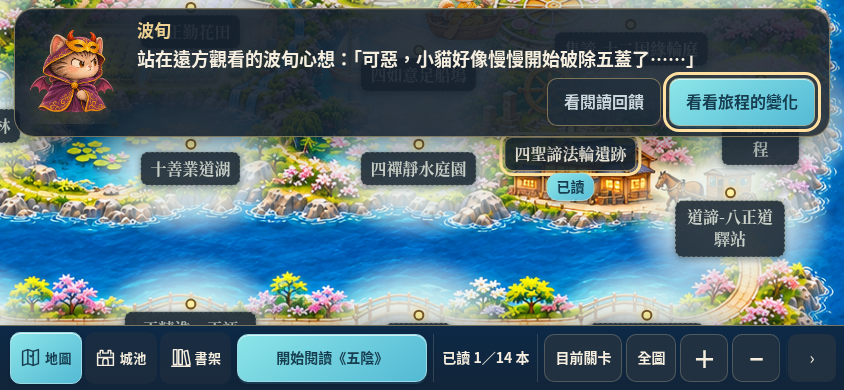 波旬
站在遠方觀看的波旬心想：「可惡，小貓好像慢慢開始破除五蓋了⋯⋯」
看閱讀回饋
看看旅程的變化
林
十善業道湖
四禪靜水庭園
四聖諦法輪遺跡
已讀
程
道諦-八正道
驛站
地圖
城池
書架
開始閱讀《五陰》
已讀 1／14 本
目前關卡
全圖
＋
－
›